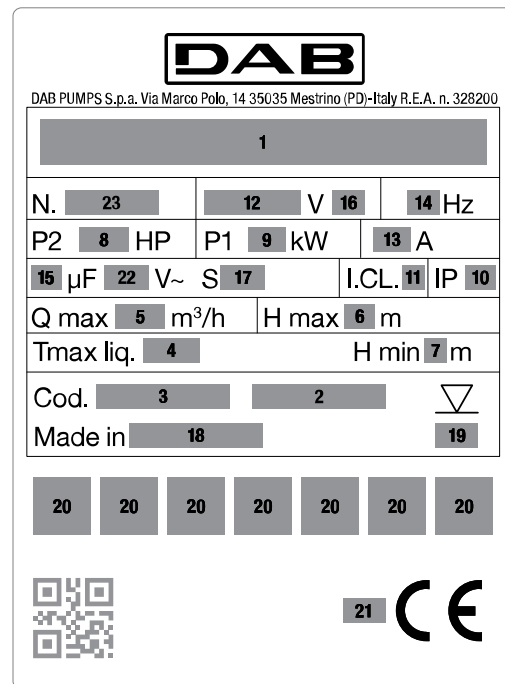 DAB
DAB PUMPS S.p.a. Via Marco Polo, 14 35035 Mestrino (PD)-Italy R.E.A. n. 328200
1
N. 23 12 V 16 14 Hz
P2 8 HP P1 9 kW 13 A
15 µF 22 V~ S 17 I.CL. 11 IP 10
Q max 5 m³/h H max 6 m
Tmax liq. 4 H min 7 m
Cod. 3 2
Made in 18 19
20 20 20 20 20 20 20
21 CE